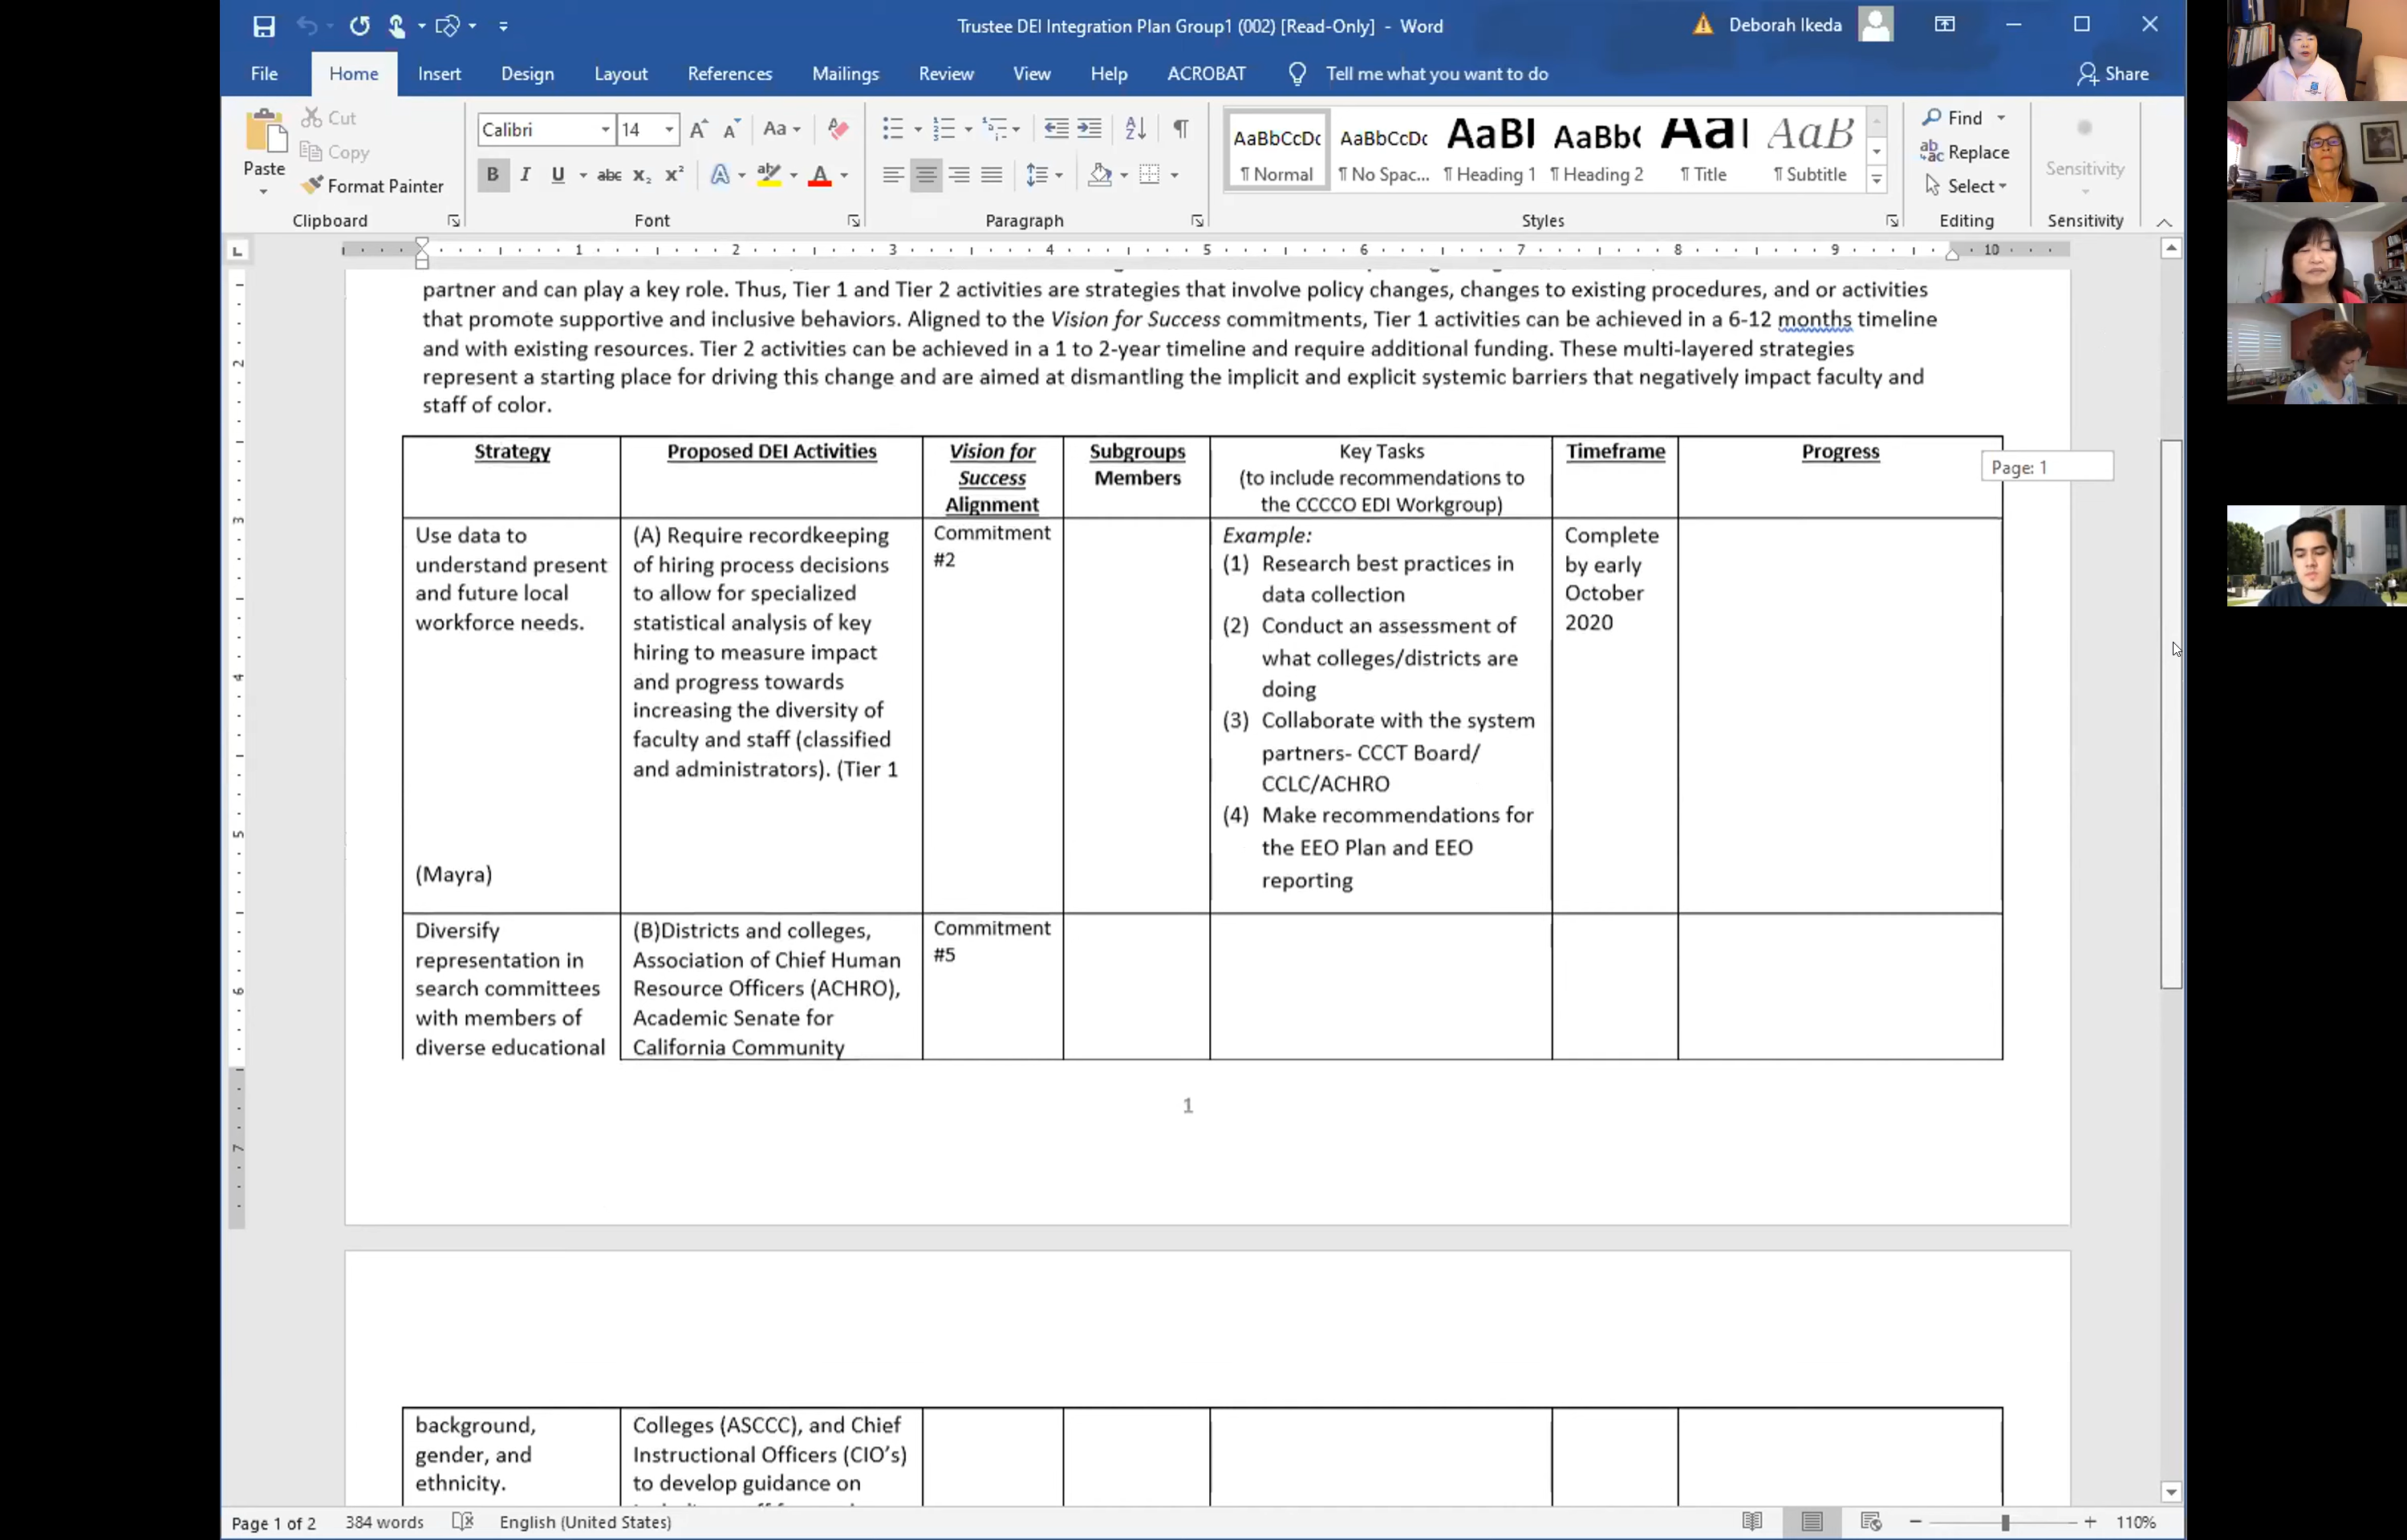 Trustee DEI Integration Plan Group1 (002) [Read-Only] - Word
Deborah Ikeda
File Home Insert Design Layout References Mailings Review View Help ACROBAT Tell me what you want to do Share
Paste
Cut
Copy
Format Painter
Clipboard
Calibri 14
Font
Paragraph
AaBbCcDc AaBbCcDc AaBl AaBb( Aal AaB
¶ Normal ¶ No Spac... ¶ Heading 1 ¶ Heading 2 ¶ Title ¶ Subtitle
Styles
Find
Replace
Select
Editing
Sensitivity
Sensitivity
1 2 3 4 5 6 7 8 9 10
partner and can play a key role. Thus, Tier 1 and Tier 2 activities are strategies that involve policy changes, changes to existing procedures, and or activities
that promote supportive and inclusive behaviors. Aligned to the Vision for Success commitments, Tier 1 activities can be achieved in a 6-12 months timeline
and with existing resources. Tier 2 activities can be achieved in a 1 to 2-year timeline and require additional funding. These multi-layered strategies
represent a starting place for driving this change and are aimed at dismantling the implicit and explicit systemic barriers that negatively impact faculty and
staff of color.
Strategy
Proposed DEI Activities
Vision for
Success
Alignment
Subgroups
Members
Key Tasks
(to include recommendations to
the CCCCO EDI Workgroup)
Timeframe
Progress
Page: 1
Use data to
understand present
and future local
workforce needs.
(Mayra)
(A) Require recordkeeping
of hiring process decisions
to allow for specialized
statistical analysis of key
hiring to measure impact
and progress towards
increasing the diversity of
faculty and staff (classified
and administrators). (Tier 1
Commitment
#2
Example:
(1) Research best practices in
data collection
(2) Conduct an assessment of
what colleges/districts are
doing
(3) Collaborate with the system
partners- CCCT Board/
CCLC/ACHRO
(4) Make recommendations for
the EEO Plan and EEO
reporting
Complete
by early
October
2020
Diversify
representation in
search committees
with members of
diverse educational
(B)Districts and colleges,
Association of Chief Human
Resource Officers (ACHRO),
Academic Senate for
California Community
Commitment
#5
1
background,
gender, and
ethnicity.
Colleges (ASCCC), and Chief
Instructional Officers (CIO's)
to develop guidance on
Page 1 of 2 384 words English (United States) 110%